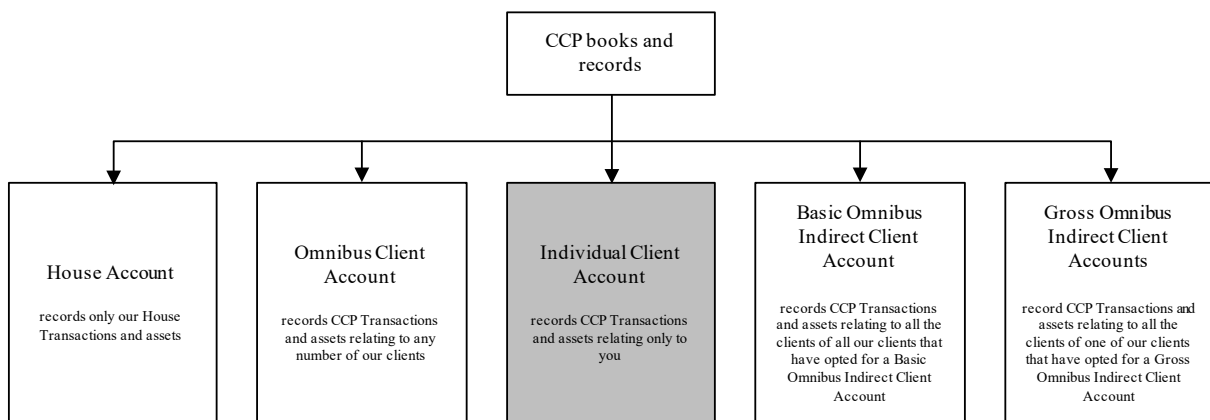 CCP books and
records
House Account
records only our House
Transactions and assets
Omnibus Client
Account
records CCP Transactions
and assets relating to any
number of our clients
Individual Client
Account
records CCP Transactions
and assets relating only to
you
Basic Omnibus
Indirect Client
Account
records CCP Transactions
and assets relating to all the
clients of all our clients that
have opted for a Basic
Omnibus Indirect Client
Account
Gross Omnibus
Indirect Client
Accounts
record CCP Transactions and
assets relating to all the
clients of one of our clients
that have opted for a Gross
Omnibus Indirect Client
Account